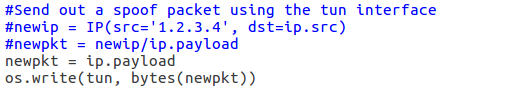 #Send out a spoof packet using the tun interface
#newip = IP(src='1.2.3.4', dst=ip.src)
#newpkt = newip/ip.payload
newpkt = ip.payload
os.write(tun, bytes(newpkt))